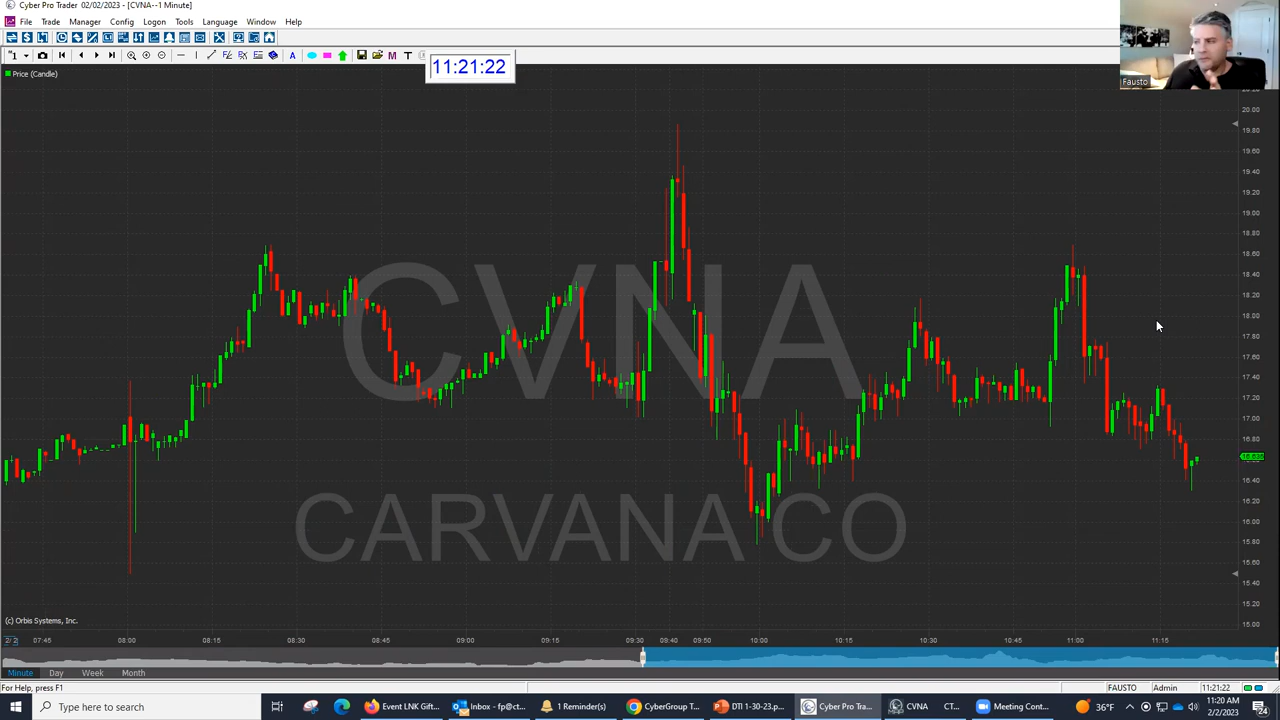 Cyber Pro Trader 02/02/2023 - [CVNA--1 Minute]
File Trade Manager Config Logon Tools Language Window Help
"1 A M T
11:21:22
Price (Candle)
Fausto
20.00
19.80
19.60
19.40
19.20
19.00
18.80
18.60
18.40
18.20
18.00
17.80
17.60
17.40
17.20
17.00
16.80
16.40
16.20
16.00
15.80
15.60
15.40
15.20
15.00
CVNA
CARVANA CO
(c) Orbis Systems, Inc.
2/ 2 07:45 08:00 08:15 08:30 08:45 09:00 09:15 09:30 09:40 09:50 10:00 10:15 10:30 10:45 11:00 11:15
Minute Day Week Month
For Help, press F1 FAUSTO Admin 11:21:22
Type here to search Event LNK Gift... Inbox - fp@ct... 1 Reminder(s) CyberGroup T... DTI 1-30-23.p... Cyber Pro Tra... CVNA CT... Meeting Cont... 36°F 11:20 AM
2/2/2023 24